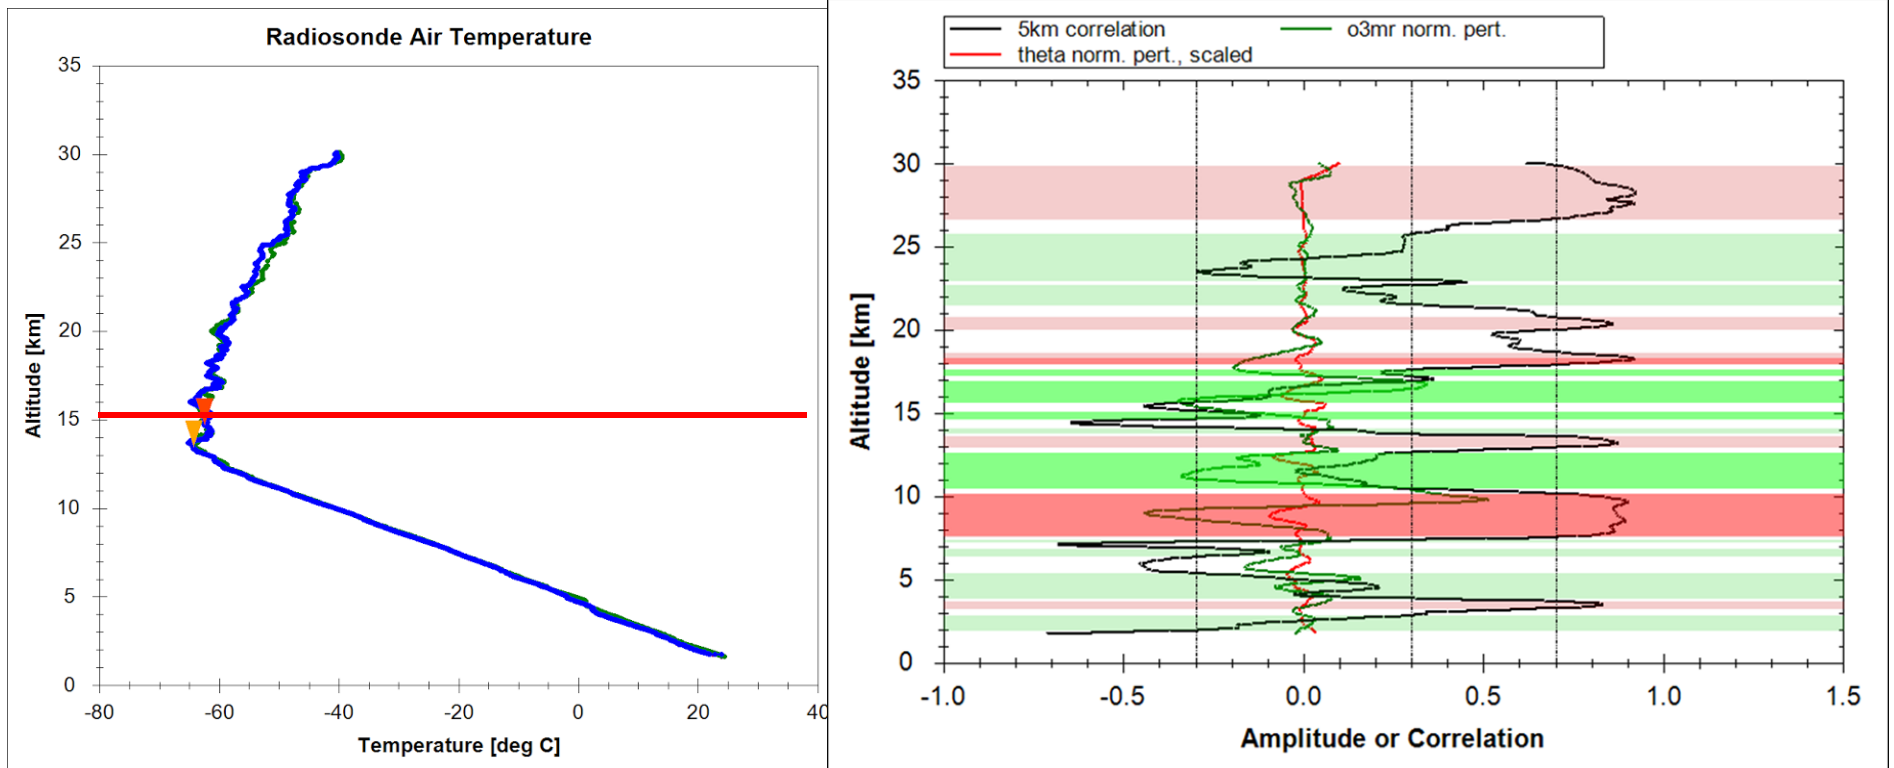 Radiosonde Air Temperature
35
30
25
20
15
10
5
0
Altitude [km]
-80 -60 -40 -20 0 20 40
Temperature [deg C]
5km correlation o3mr norm. pert.
theta norm. pert., scaled
35
30
25
20
15
10
5
0
Altitude [km]
-1.0 -0.5 0.0 0.5 1.0 1.5
Amplitude or Correlation